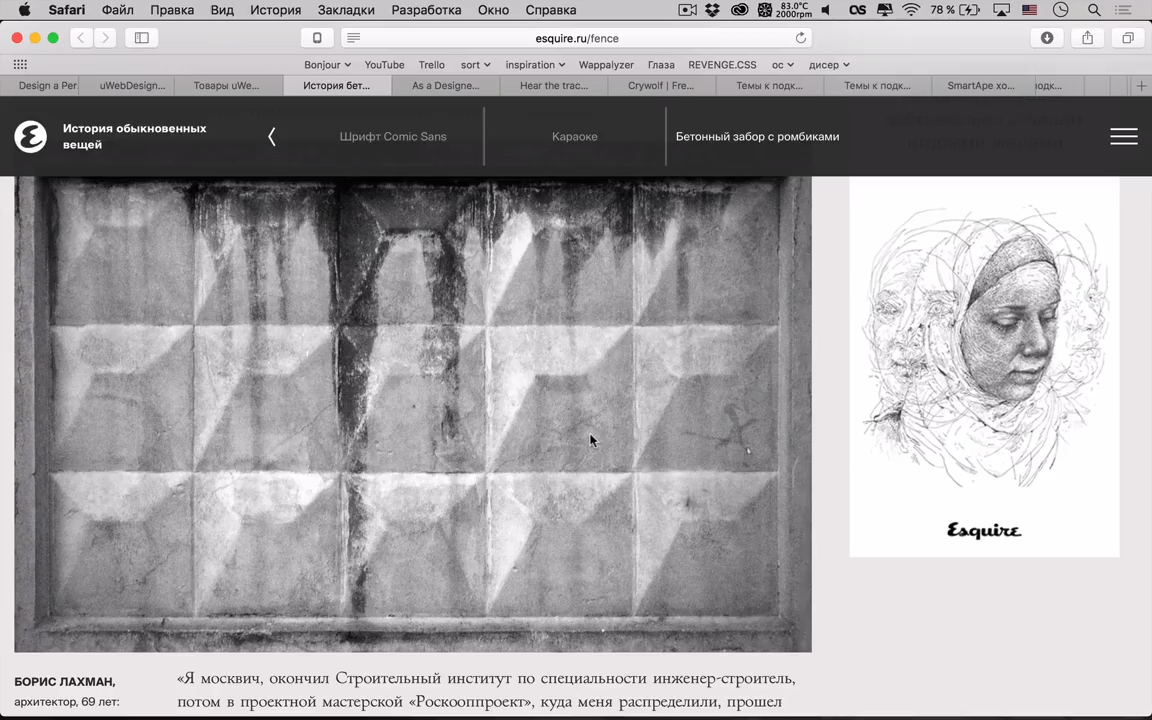 Safari Файл Правка Вид История Закладки Разработка Окно Справка 83.0°C 2000rpm 78 %
esquire.ru/fence
Bonjour YouTube Trello sort inspiration Wappalyzer Глаза REVENGE.CSS ос дисер
Design a Per. uWebDesign... Товары uWe... История бет... As a Designe... Hear the trac... Crywolf | Fre... Темы к подк... Темы к подк... SmartApe хо... юдк...
История обыкновенных вещей
Шрифт Comic Sans Караоке Бетонный забор с ромбиками
Esquire
БОРИС ЛАХМАН,
архитектор, 69 лет:
«Я москвич, окончил Строительный институт по специальности инженер-строитель,
потом в проектной мастерской «Роскооппроект», куда меня распределили, прошел